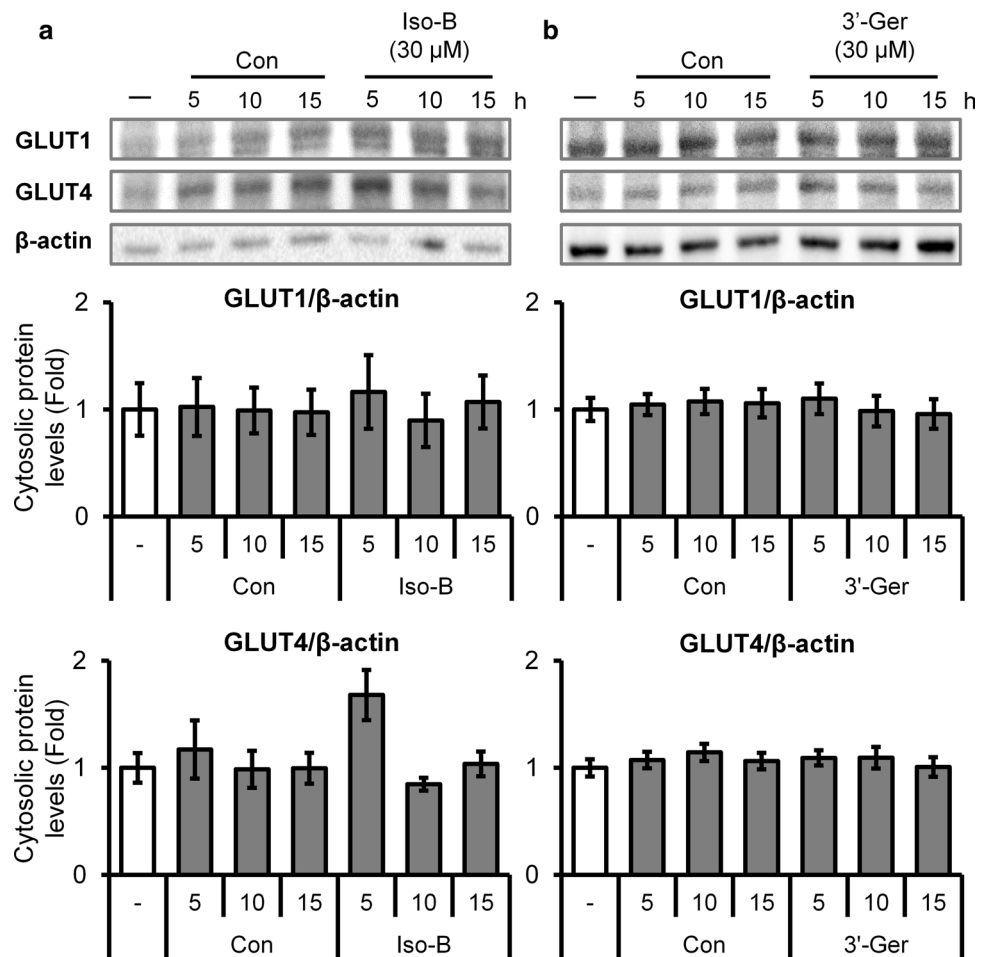 a
Iso-B
(30 µM)
Con
— 5 10 15 5 10 15 h
GLUT1
GLUT4
β-actin
b
3’-Ger
(30 µM)
Con
— 5 10 15 5 10 15 h
GLUT1/β-actin
Cytosolic protein
levels (Fold)
2
1
0
- 5 10 15 5 10 15
Con Iso-B
GLUT1/β-actin
2
1
0
- 5 10 15 5 10 15
Con 3'-Ger
GLUT4/β-actin
Cytosolic protein
levels (Fold)
2
1
0
- 5 10 15 5 10 15
Con Iso-B
GLUT4/β-actin
2
1
0
- 5 10 15 5 10 15
Con 3'-Ger